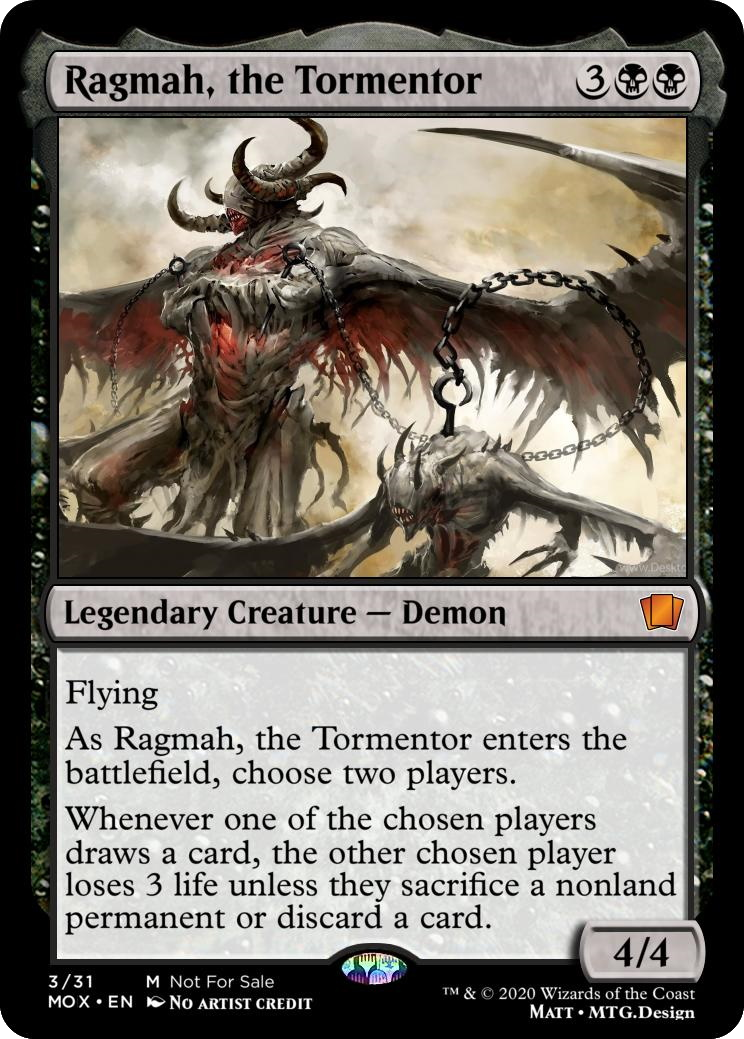 Ragmah, the Tormentor 3
www.Deskto
Legendary Creature — Demon
Flying
As Ragmah, the Tormentor enters the
battlefield, choose two players.
Whenever one of the chosen players
draws a card, the other chosen player
loses 3 life unless they sacrifice a nonland
permanent or discard a card.
4/4
3/31 M Not For Sale
MOX • EN No artist credit
™ & © 2020 Wizards of the Coast
Matt • MTG.Design